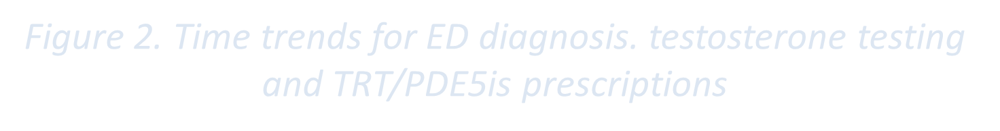 Figure 2. Time trends for ED diagnosis. testosterone testing
and TRT/PDE5is prescriptions